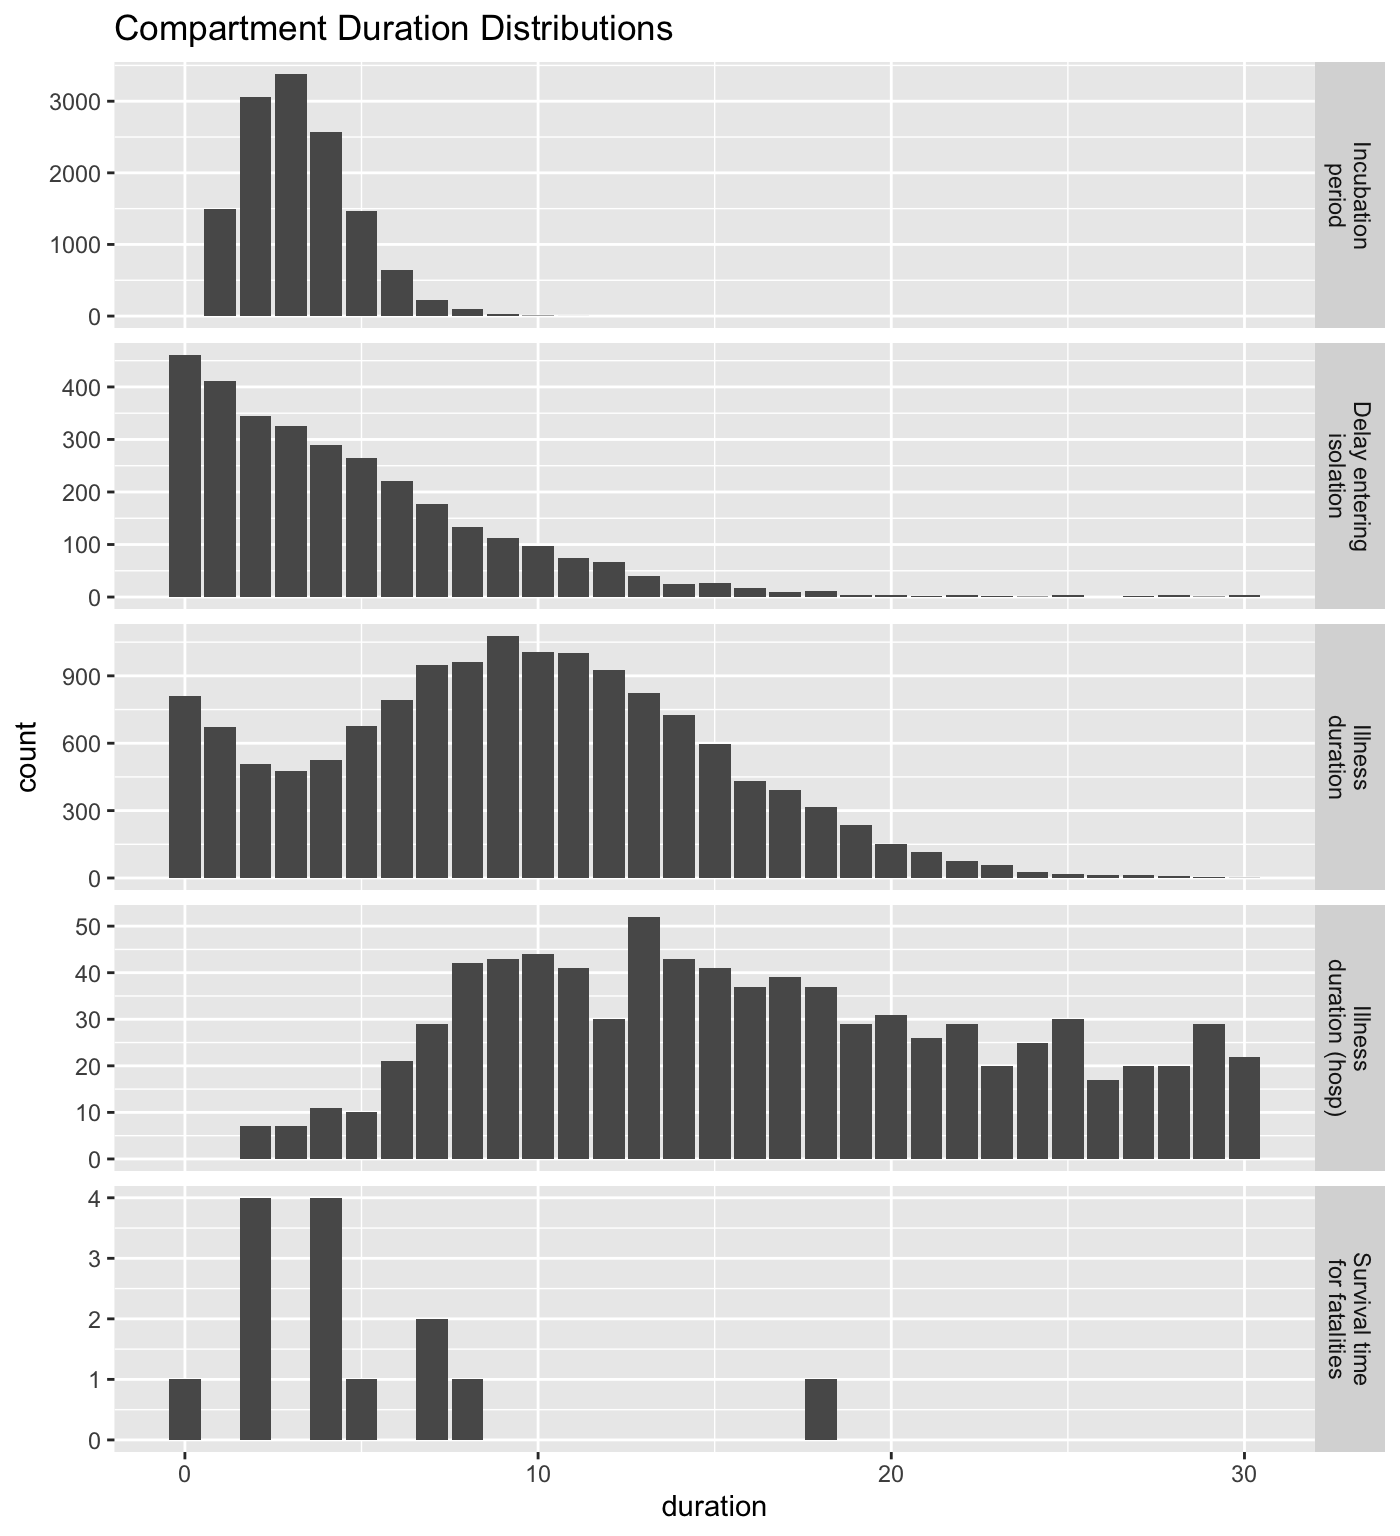 Compartment Duration Distributions
3000
2000
1000
0
Incubation
period
400
300
200
100
0
Delay entering
isolation
900
600
300
0
Illness
duration
50
40
30
20
10
0
Illness
duration (hosp)
4
3
2
1
0
Survival time
for fatalities
count
0 10 20 30
duration